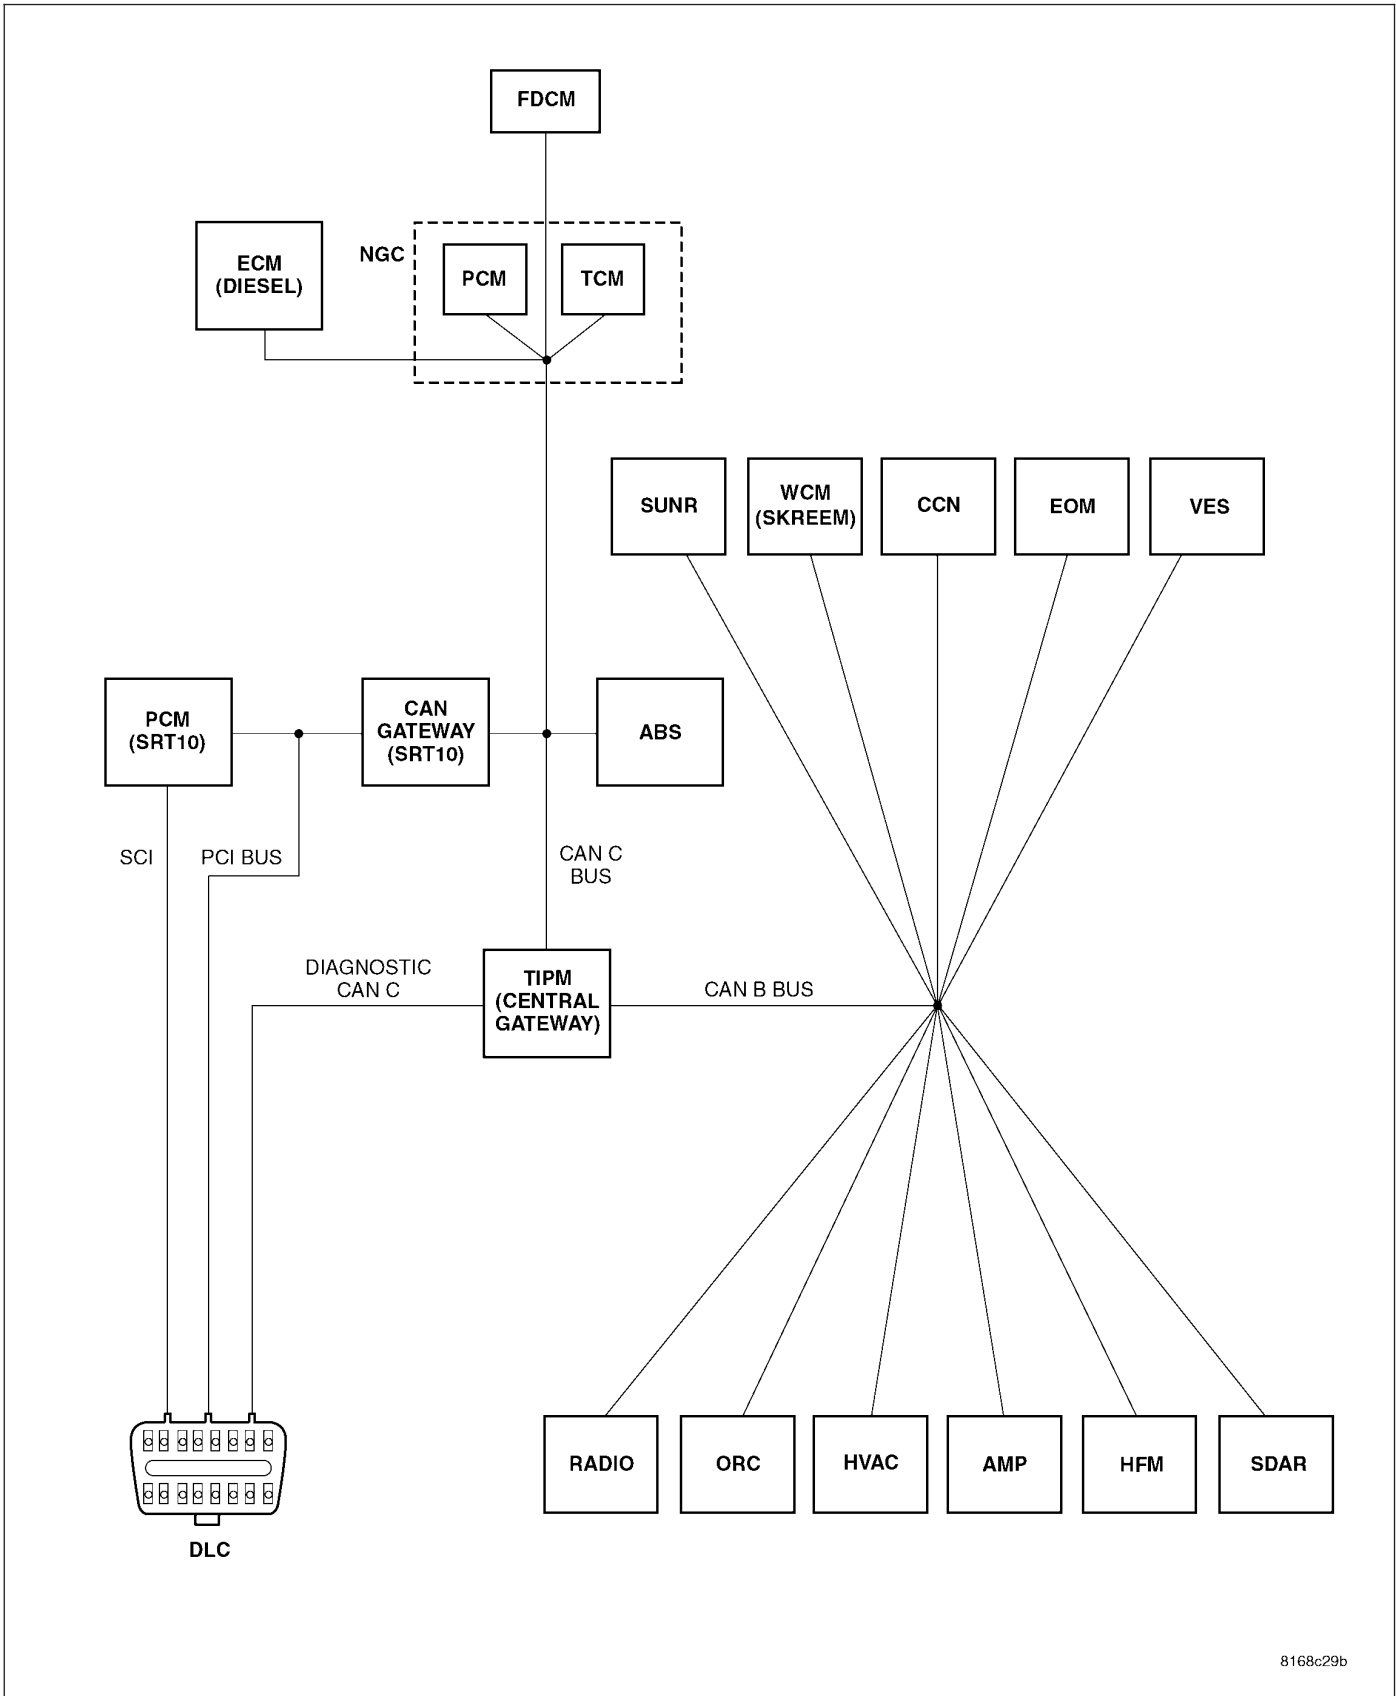 FDCM
ECM
(DIESEL)
NGC
PCM
TCM
SUNR
WCM
(SKREEM)
CCN
EOM
VES
PCM
(SRT10)
CAN
GATEWAY
(SRT10)
ABS
SCI
PCI BUS
CAN C
BUS
DIAGNOSTIC
CAN C
TIPM
(CENTRAL
GATEWAY)
CAN B BUS
RADIO
ORC
HVAC
AMP
HFM
SDAR
DLC
8168c29b